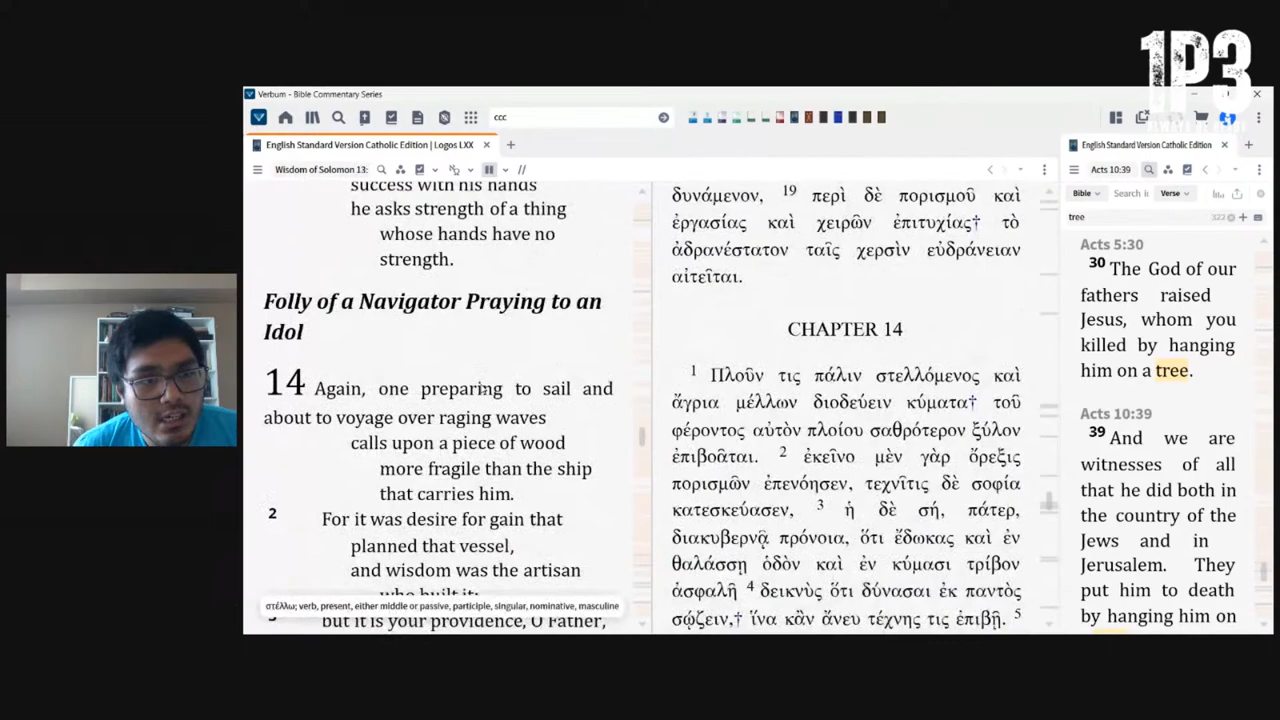 1P3
ALWAYS BE READY
Verbum - Bible Commentary Series
ccc
English Standard Version Catholic Edition | Logos LXX
Wisdom of Solomon 13:
success with his hands
he asks strength of a thing
whose hands have no
strength.
Folly of a Navigator Praying to an
Idol
14 Again, one preparing to sail and
about to voyage over raging waves
calls upon a piece of wood
more fragile than the ship
that carries him.
2 For it was desire for gain that
planned that vessel,
and wisdom was the artisan
who built it;
but it is your providence, O Father,
στέλλω; verb, present, either middle or passive, participle, singular, nominative, masculine
δυνάμενον, 19 περὶ δὲ πορισμοῦ καὶ
ἐργασίας καὶ χειρῶν ἐπιτυχίας† τὸ
ἀδρανέστατον ταῖς χερσὶν εὐδράνειαν
αἰτεῖται.
CHAPTER 14
1 Πλοῦν τις πάλιν στελλόμενος καὶ
ἄγρια μέλλων διοδεύειν κύματα† τοῦ
φέροντος αὐτὸν πλοίου σαθρότερον ξύλον
ἐπιβοᾶται. 2 ἐκεῖνο μὲν γὰρ ὄρεξις
πορισμῶν ἐπενόησεν, τεχνῖτις δὲ σοφία
κατεσκεύασεν, 3 ἡ δὲ σή, πάτερ,
διακυβερνᾷ πρόνοια, ὅτι ἔδωκας καὶ ἐν
θαλάσσῃ ὁδὸν καὶ ἐν κύμασι τρίβον
ἀσφαλῆ 4 δεικνὺς ὅτι δύνασαι ἐκ παντὸς
σῴζειν,† ἵνα κἂν ἄνευ τέχνης τις ἐπιβῇ. 5
English Standard Version Catholic Edition
Acts 10:39
Bible Search Verse
tree 322
Acts 5:30
30 The God of our
fathers raised
Jesus, whom you
killed by hanging
him on a tree.
Acts 10:39
39 And we are
witnesses of all
that he did both in
the country of the
Jews and in
Jerusalem. They
put him to death
by hanging him on